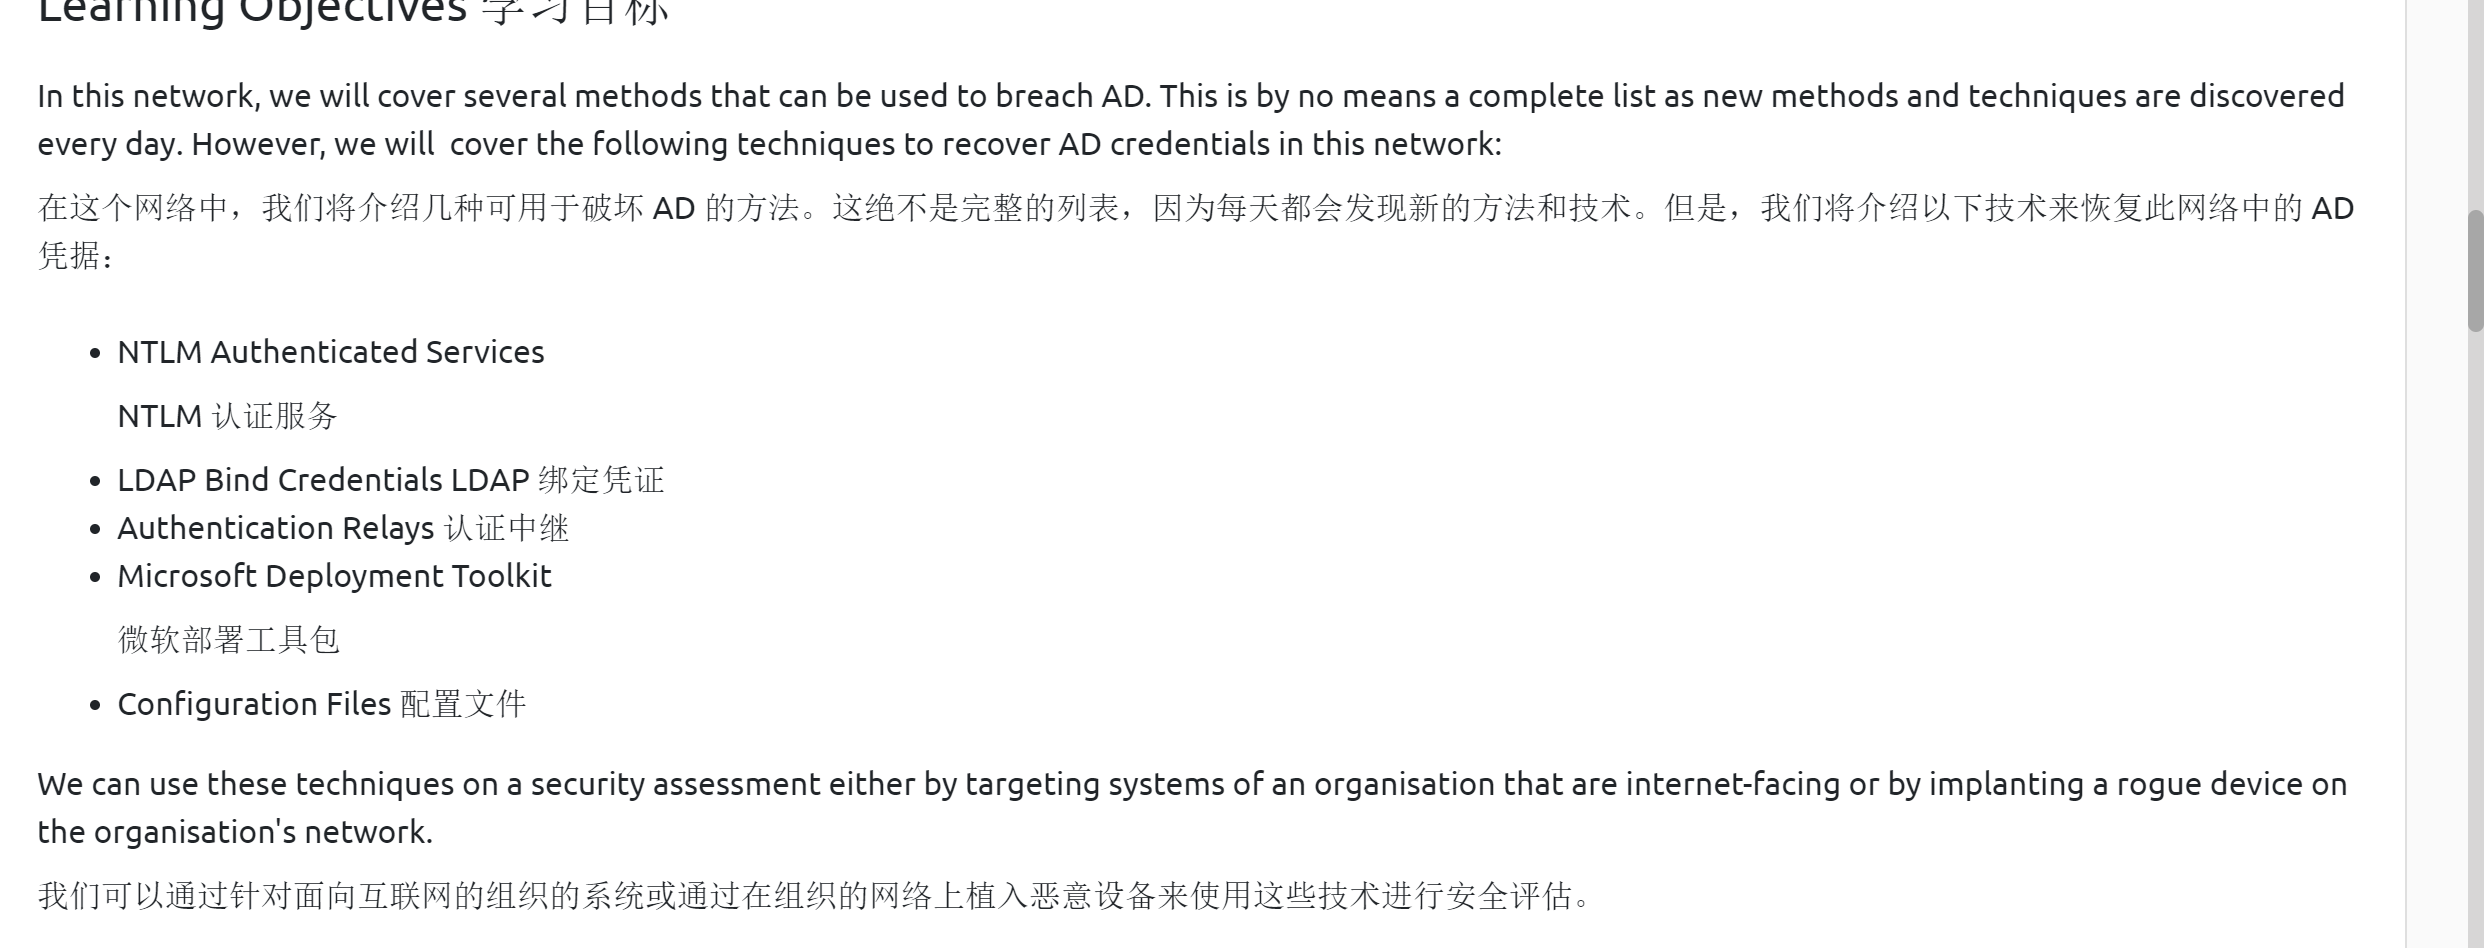 Learning Objectives 学习目标
In this network, we will cover several methods that can be used to breach AD. This is by no means a complete list as new methods and techniques are discovered
every day. However, we will  cover the following techniques to recover AD credentials in this network:
在这个网络中，我们将介绍几种可用于破坏 AD 的方法。这绝不是完整的列表，因为每天都会发现新的方法和技术。但是，我们将介绍以下技术来恢复此网络中的 AD
凭据：
• NTLM Authenticated Services
NTLM 认证服务
• LDAP Bind Credentials LDAP 绑定凭证
• Authentication Relays 认证中继
• Microsoft Deployment Toolkit
微软部署工具包
• Configuration Files 配置文件
We can use these techniques on a security assessment either by targeting systems of an organisation that are internet-facing or by implanting a rogue device on
the organisation's network.
我们可以通过针对面向互联网的组织的系统或通过在组织的网络上植入恶意设备来使用这些技术进行安全评估。